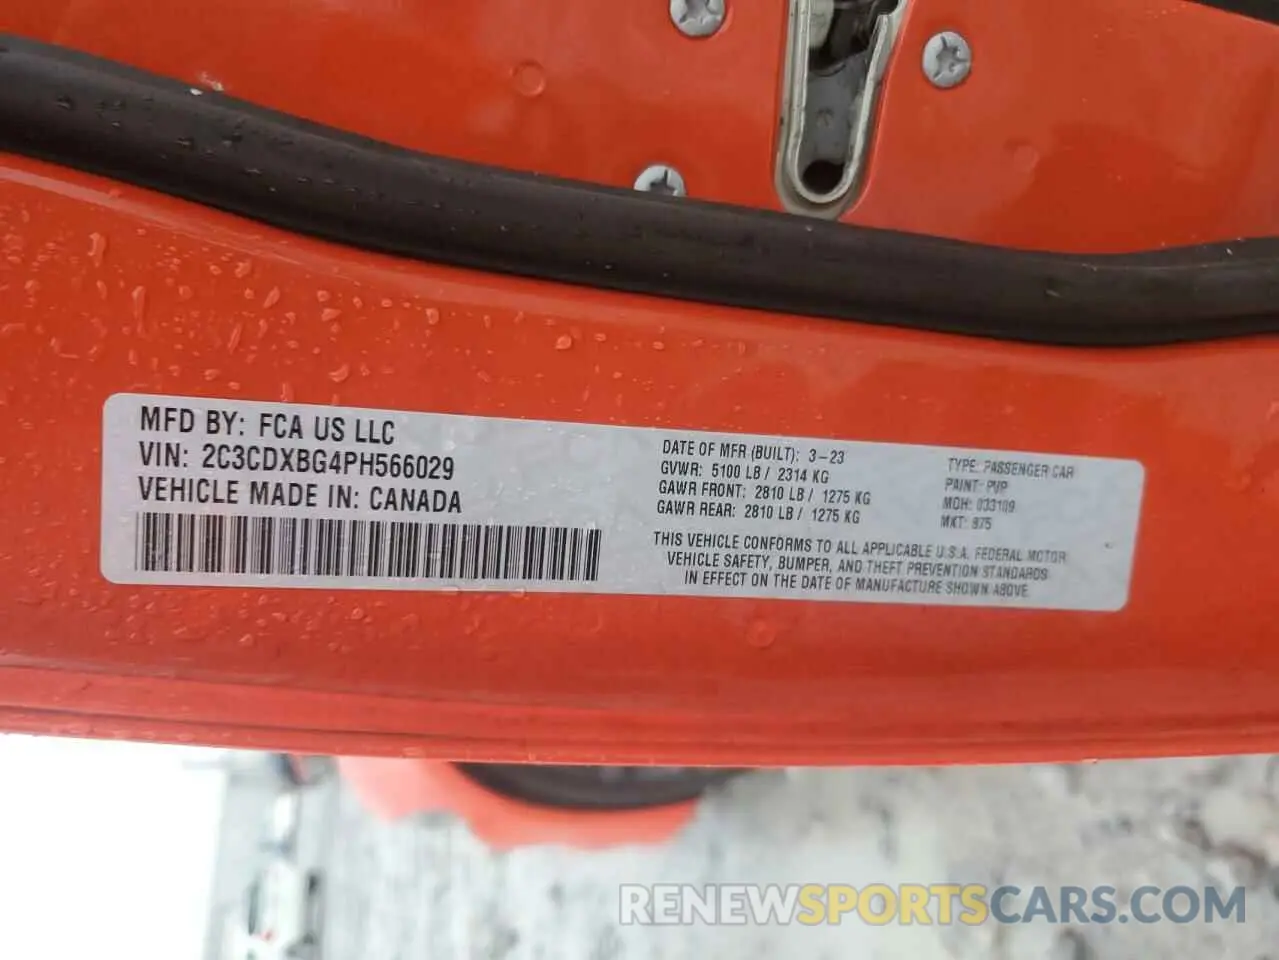 MFD BY: FCA US LLC
VIN: 2C3CDXBG4PH566029
VEHICLE MADE IN: CANADA
DATE OF MFR (BUILT): 3-23
GVWR: 5100 LB / 2314 KG
GAWR FRONT: 2810 LB / 1275 KG
GAWR REAR: 2810 LB / 1275 KG
TYPE: PASSENGER CAR
PAINT: PVP
MDH: 033109
MKT: 975
THIS VEHICLE CONFORMS TO ALL APPLICABLE U.S.A. FEDERAL MOTOR
VEHICLE SAFETY, BUMPER, AND THEFT PREVENTION STANDARDS
IN EFFECT ON THE DATE OF MANUFACTURE SHOWN ABOVE
RENEWSPORTSCARS.COM